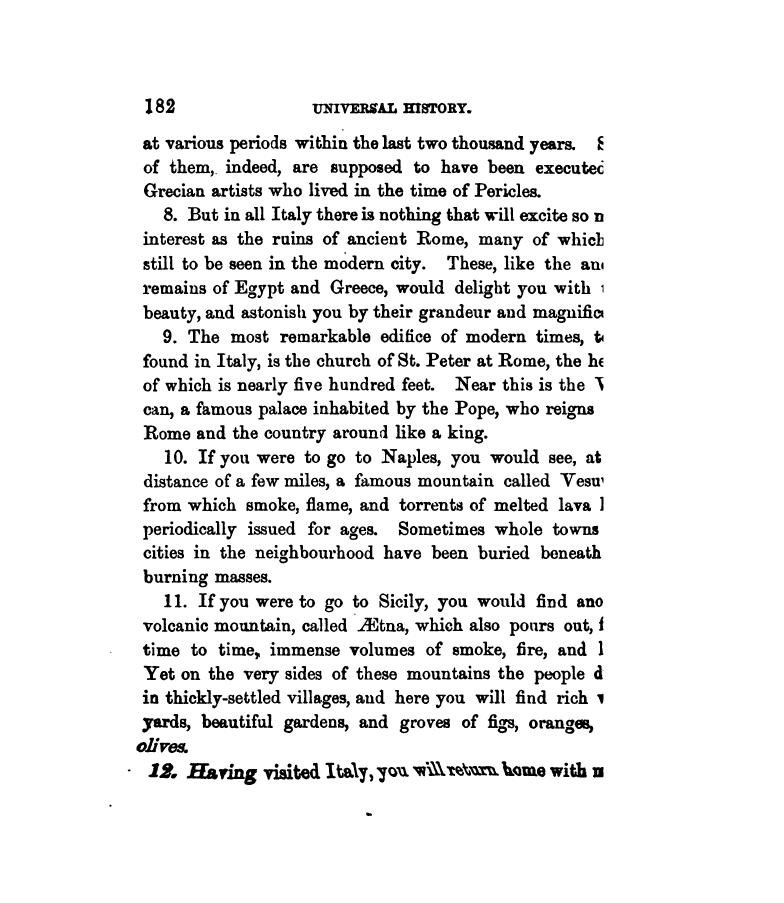 182 UNIVERSAL HISTORY.
at various periods within the last two thousand years.
of them, indeed, are supposed to have been executed
Grecian artists who lived in the time of Pericles.
8. But in all Italy there is nothing that will excite so
interest as the ruins of ancient Rome, many of which
still to be seen in the modern city. These, like the
remains of Egypt and Greece, would delight you with
beauty, and astonish you by their grandeur and
9. The most remarkable edifice of modern times,
found in Italy, is the church of St. Peter at Rome, the
of which is nearly five hundred feet. Near this is the
can, a famous palace inhabited by the Pope, who reigns
Rome and the country around like a king.
10. If you were to go to Naples, you would see, at
distance of a few miles, a famous mountain called Vesu
from which smoke, flame, and torrents of melted lava
periodically issued for ages. Sometimes whole towns
cities in the neighbourhood have been buried beneath
burning masses.
11. If you were to go to Sicily, you would find ano
volcanic mountain, called Ætna, which also pours out,
time to time, immense volumes of smoke, fire, and
Yet on the very sides of these mountains the people d
in thickly-settled villages, and here you will find rich
yards, beautiful gardens, and groves of figs, oranges,
olives.
12. Having visited Italy, you will return home with